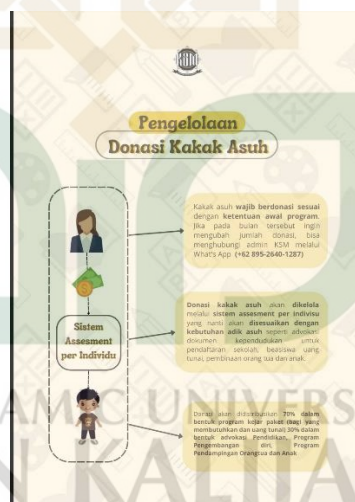 Pengelolaan
Donasi Kakak Asuh
Kakak asuh wajib berdonasi sesuai
dengan ketentuan awal program.
Jika pada bulan tersebut ingin
mengubah jumlah donasi, bisa
menghubungi admin KSM melalui
What's App (+62 895-2640-1287)
Donasi kakak asuh akan dikelola
melalui sistem assesment per indivisu
yang nanti akan disesuaikan dengan
kebutuhan adik asuh seperti advokasi
dokumen kependudukan untuk
pendaftaran sekolah, beasiswa uang
tunai, pembinaan orang tua dan anak.
Sistem
Assesment
per Individu
Donasi akan didistribusikan 70% dalam
bentuk program kejar paket (bagi yang
membutuhkan dan uang tunai) 30% dalam
bentuk advokasi Pendidikan, Program
Pengembangan diri, Program
Pendampingan Orangtua dan Anak